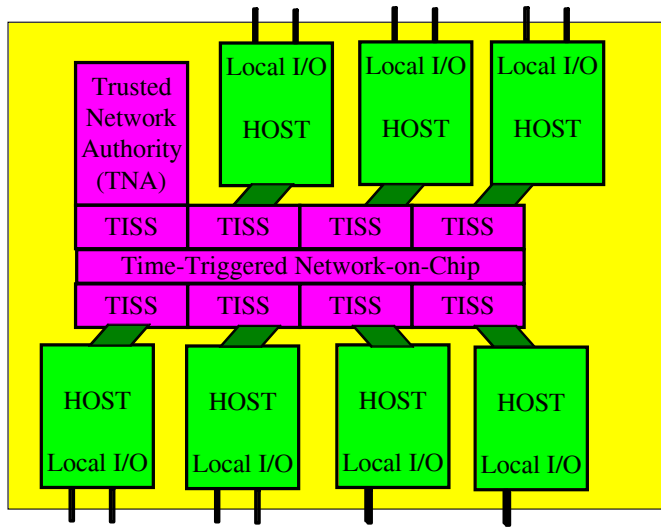 Trusted
Network
Authority
(TNA)
Local I/O
HOST
Local I/O
HOST
Local I/O
HOST
TISS
TISS
TISS
TISS
Time-Triggered Network-on-Chip
TISS
TISS
TISS
TISS
HOST
Local I/O
HOST
Local I/O
HOST
Local I/O
HOST
Local I/O